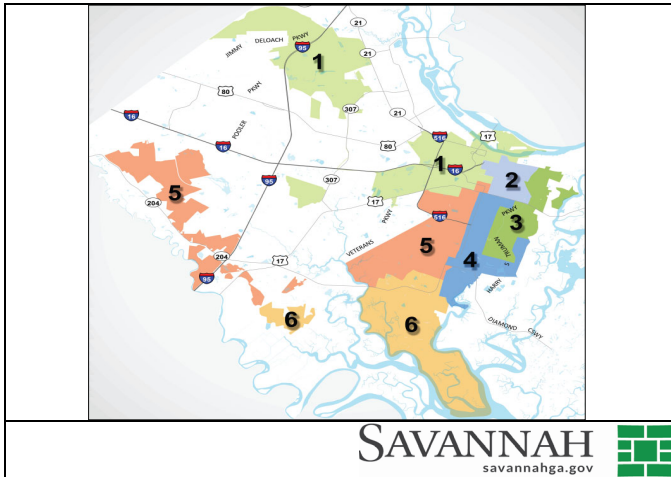 21
JIMMY DELOACH PKWY
95
1
21
80
PKWY
307
21
16
POOLER
16
516
17
80
1
16
5
95
307
2
204
17
PKWY
516
PKWY
3
VETERANS
5
TRUMAN
204
17
4
S
95
HARRY
6
6
DIAMOND CSWY
SAVANNAH
savannahga.gov